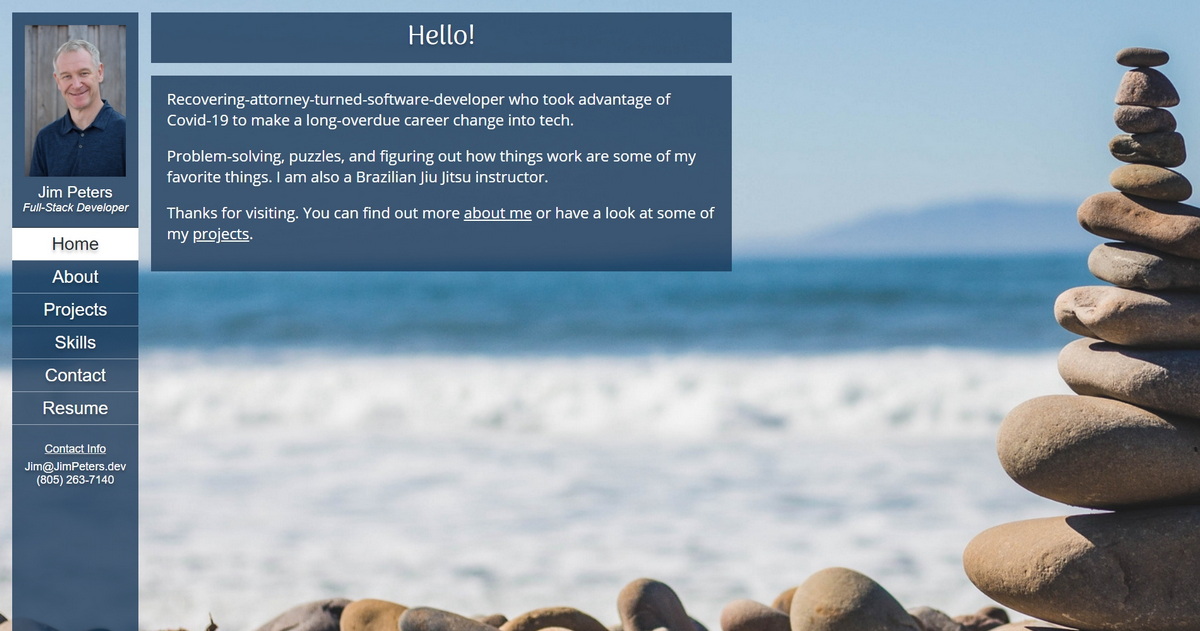 Jim Peters
Full-Stack Developer
Home
About
Projects
Skills
Contact
Resume
Contact Info
Jim@JimPeters.dev
(805) 263-7140
Hello!
Recovering-attorney-turned-software-developer who took advantage of
Covid-19 to make a long-overdue career change into tech.
Problem-solving, puzzles, and figuring out how things work are some of my
favorite things. I am also a Brazilian Jiu Jitsu instructor.
Thanks for visiting. You can find out more about me or have a look at some of
my projects.